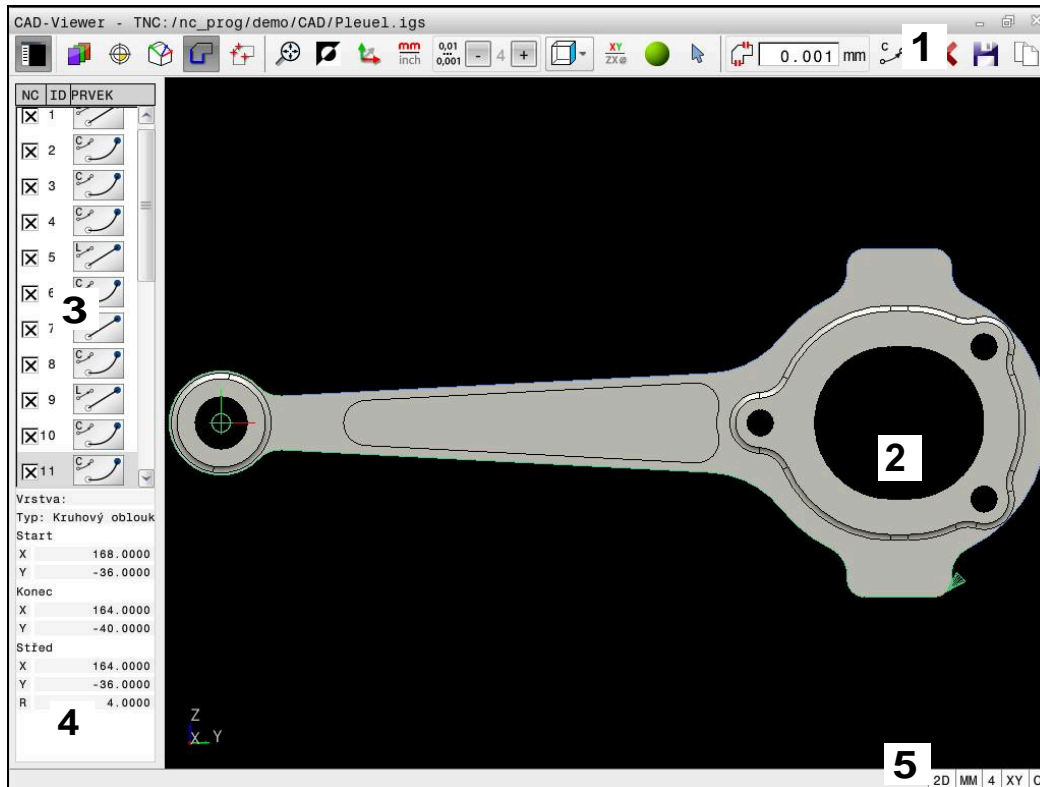 CAD-Viewer - TNC:/nc_prog/demo/CAD/Pleuel.igs
mm
inch
0,01
...
0,001
- 4 +
XY
ZX@
0.001 mm
C
1
NC ID PRVEK
1
2 C
3 C
4 C
5 L
6 C
3
7
8 C
9 L
10 C
11 C
Vrstva:
Typ: Kruhový oblouk
Start
X 168.0000
Y -36.0000
Konec
X 164.0000
Y -40.0000
Střed
X 164.0000
Y -36.0000
R 4.0000
4
2
Z
X Y
5
2D MM 4 XY